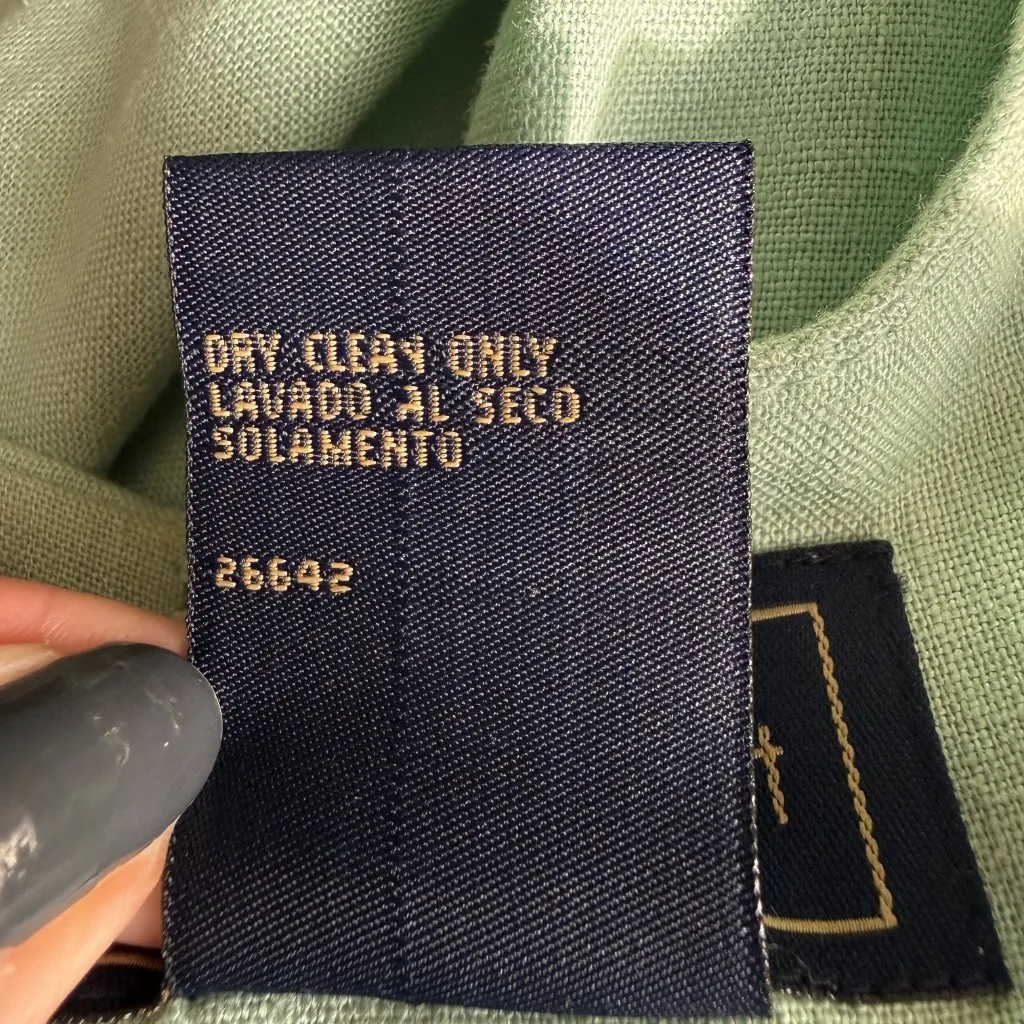 DRY CLEAN ONLY
LAVADO AL SECO
SOLAMENTO
26642